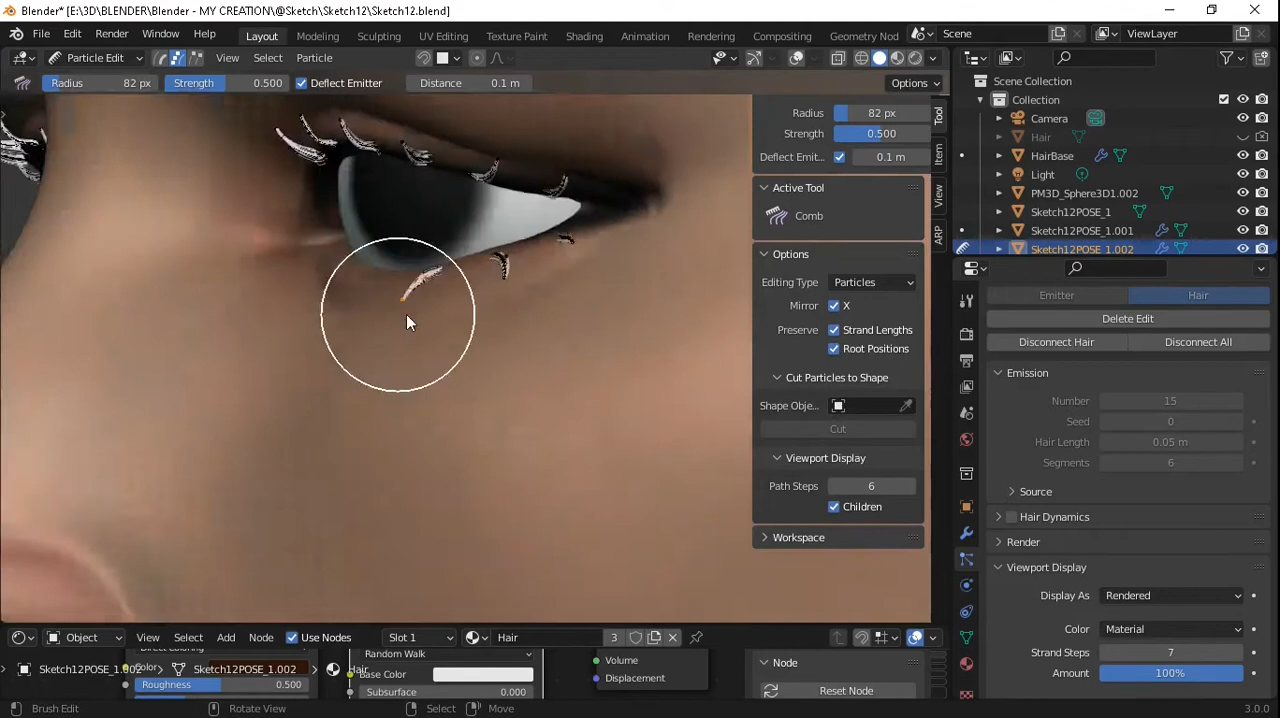 Blender* [E:\3D\BLENDER\Blender - MY CREATION\@Sketch\Sketch12\Sketch12.blend]
File Edit Render Window Help Layout Modeling Sculpting UV Editing Texture Paint Shading Animation Rendering Compositing Geometry Nod Scene ViewLayer
Particle Edit View Select Particle
Radius 82 px Strength 0.500 Deflect Emitter Distance 0.1 m Options
Scene Collection
Collection
Camera
Hair
HairBase
Light
PM3D_Sphere3D1.002
Sketch12POSE_1
Sketch12POSE_1.001
Sketch12POSE_1.002
Radius 82 px
Strength 0.500
Deflect Emit... 0.1 m
Active Tool
Comb
Options
Editing Type Particles
Mirror X
Preserve Strand Lengths
Root Positions
Cut Particles to Shape
Shape Obje...
Cut
Viewport Display
Path Steps 6
Children
Workspace
Tool
Item
View
ARP
Emitter Hair
Delete Edit
Disconnect Hair Disconnect All
Emission
Number 15
Seed 0
Hair Length 0.05 m
Segments 6
Source
Hair Dynamics
Render
Viewport Display
Display As Rendered
Color Material
Strand Steps 7
Amount 100%
Object View Select Add Node Use Nodes Slot 1 Hair 3
Direct Coloring
Sketch12POSE_1.002 Color Sketch12POSE_1.002 Hair
Roughness 0.500
Random Walk
Base Color
Subsurface 0.000
Volume
Displacement
Node
Reset Node
Brush Edit Rotate View Select Move 3.0.0